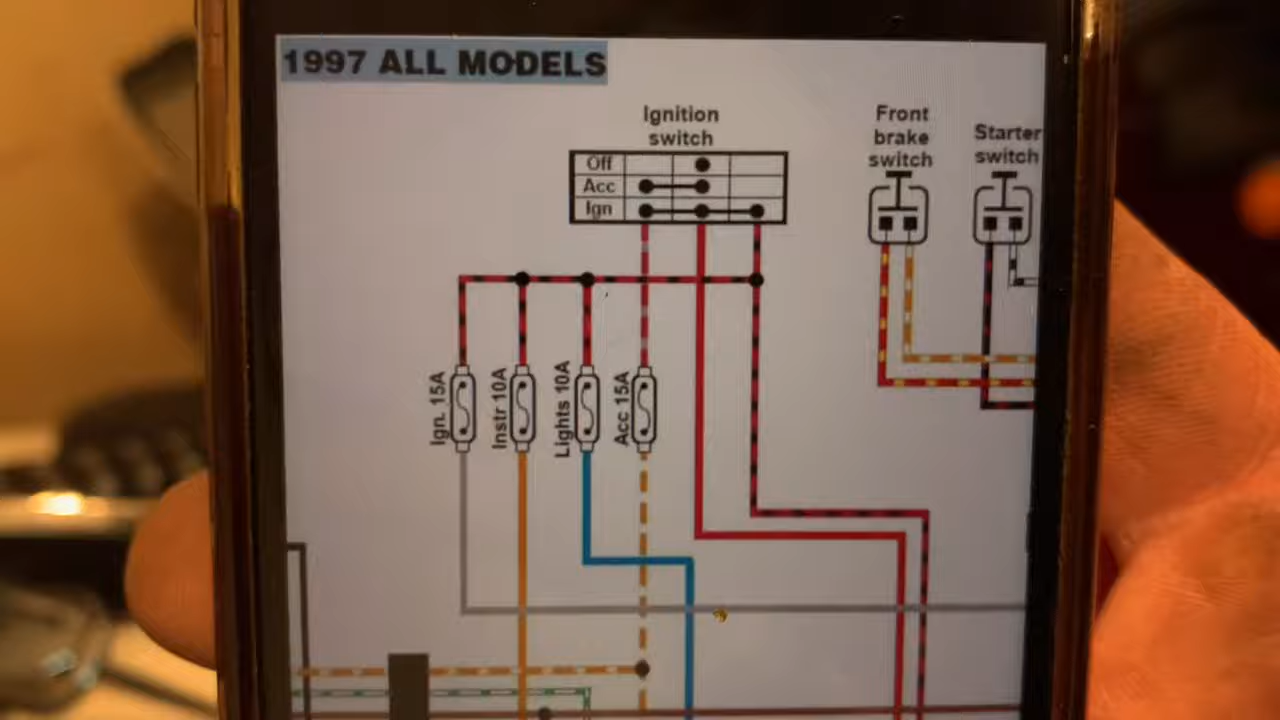 1997 ALL MODELS
Ignition
switch
Off
Acc
Ign
Front
brake
switch
Starter
switch
Ign. 15A
Instr 10A
Lights 10A
Acc 15A